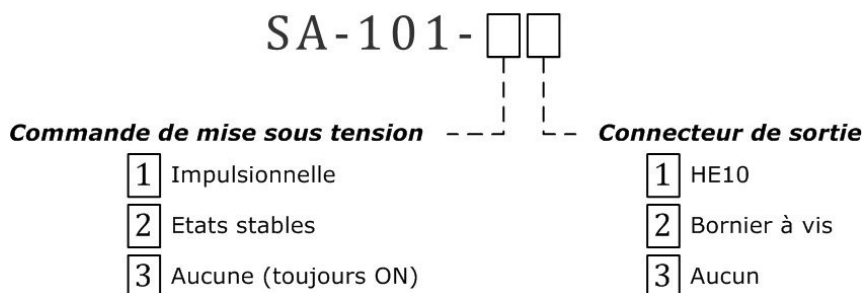 SA-101-
Commande de mise sous tension
1 Impulsionnelle
2 Etats stables
3 Aucune (toujours ON)
Connecteur de sortie
1 HE10
2 Bornier à vis
3 Aucun